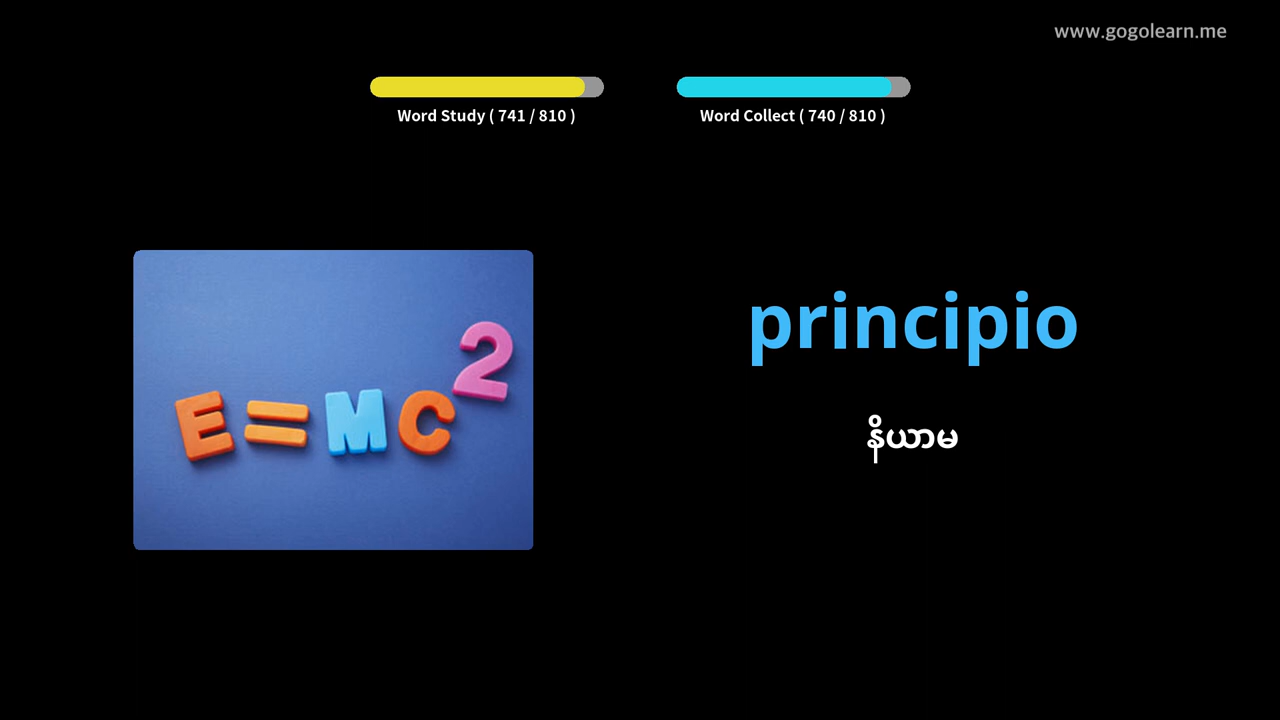 www.gogolearn.me
Word Study ( 741 / 810 )
Word Collect ( 740 / 810 )
E=MC²
principio
နိယာမ